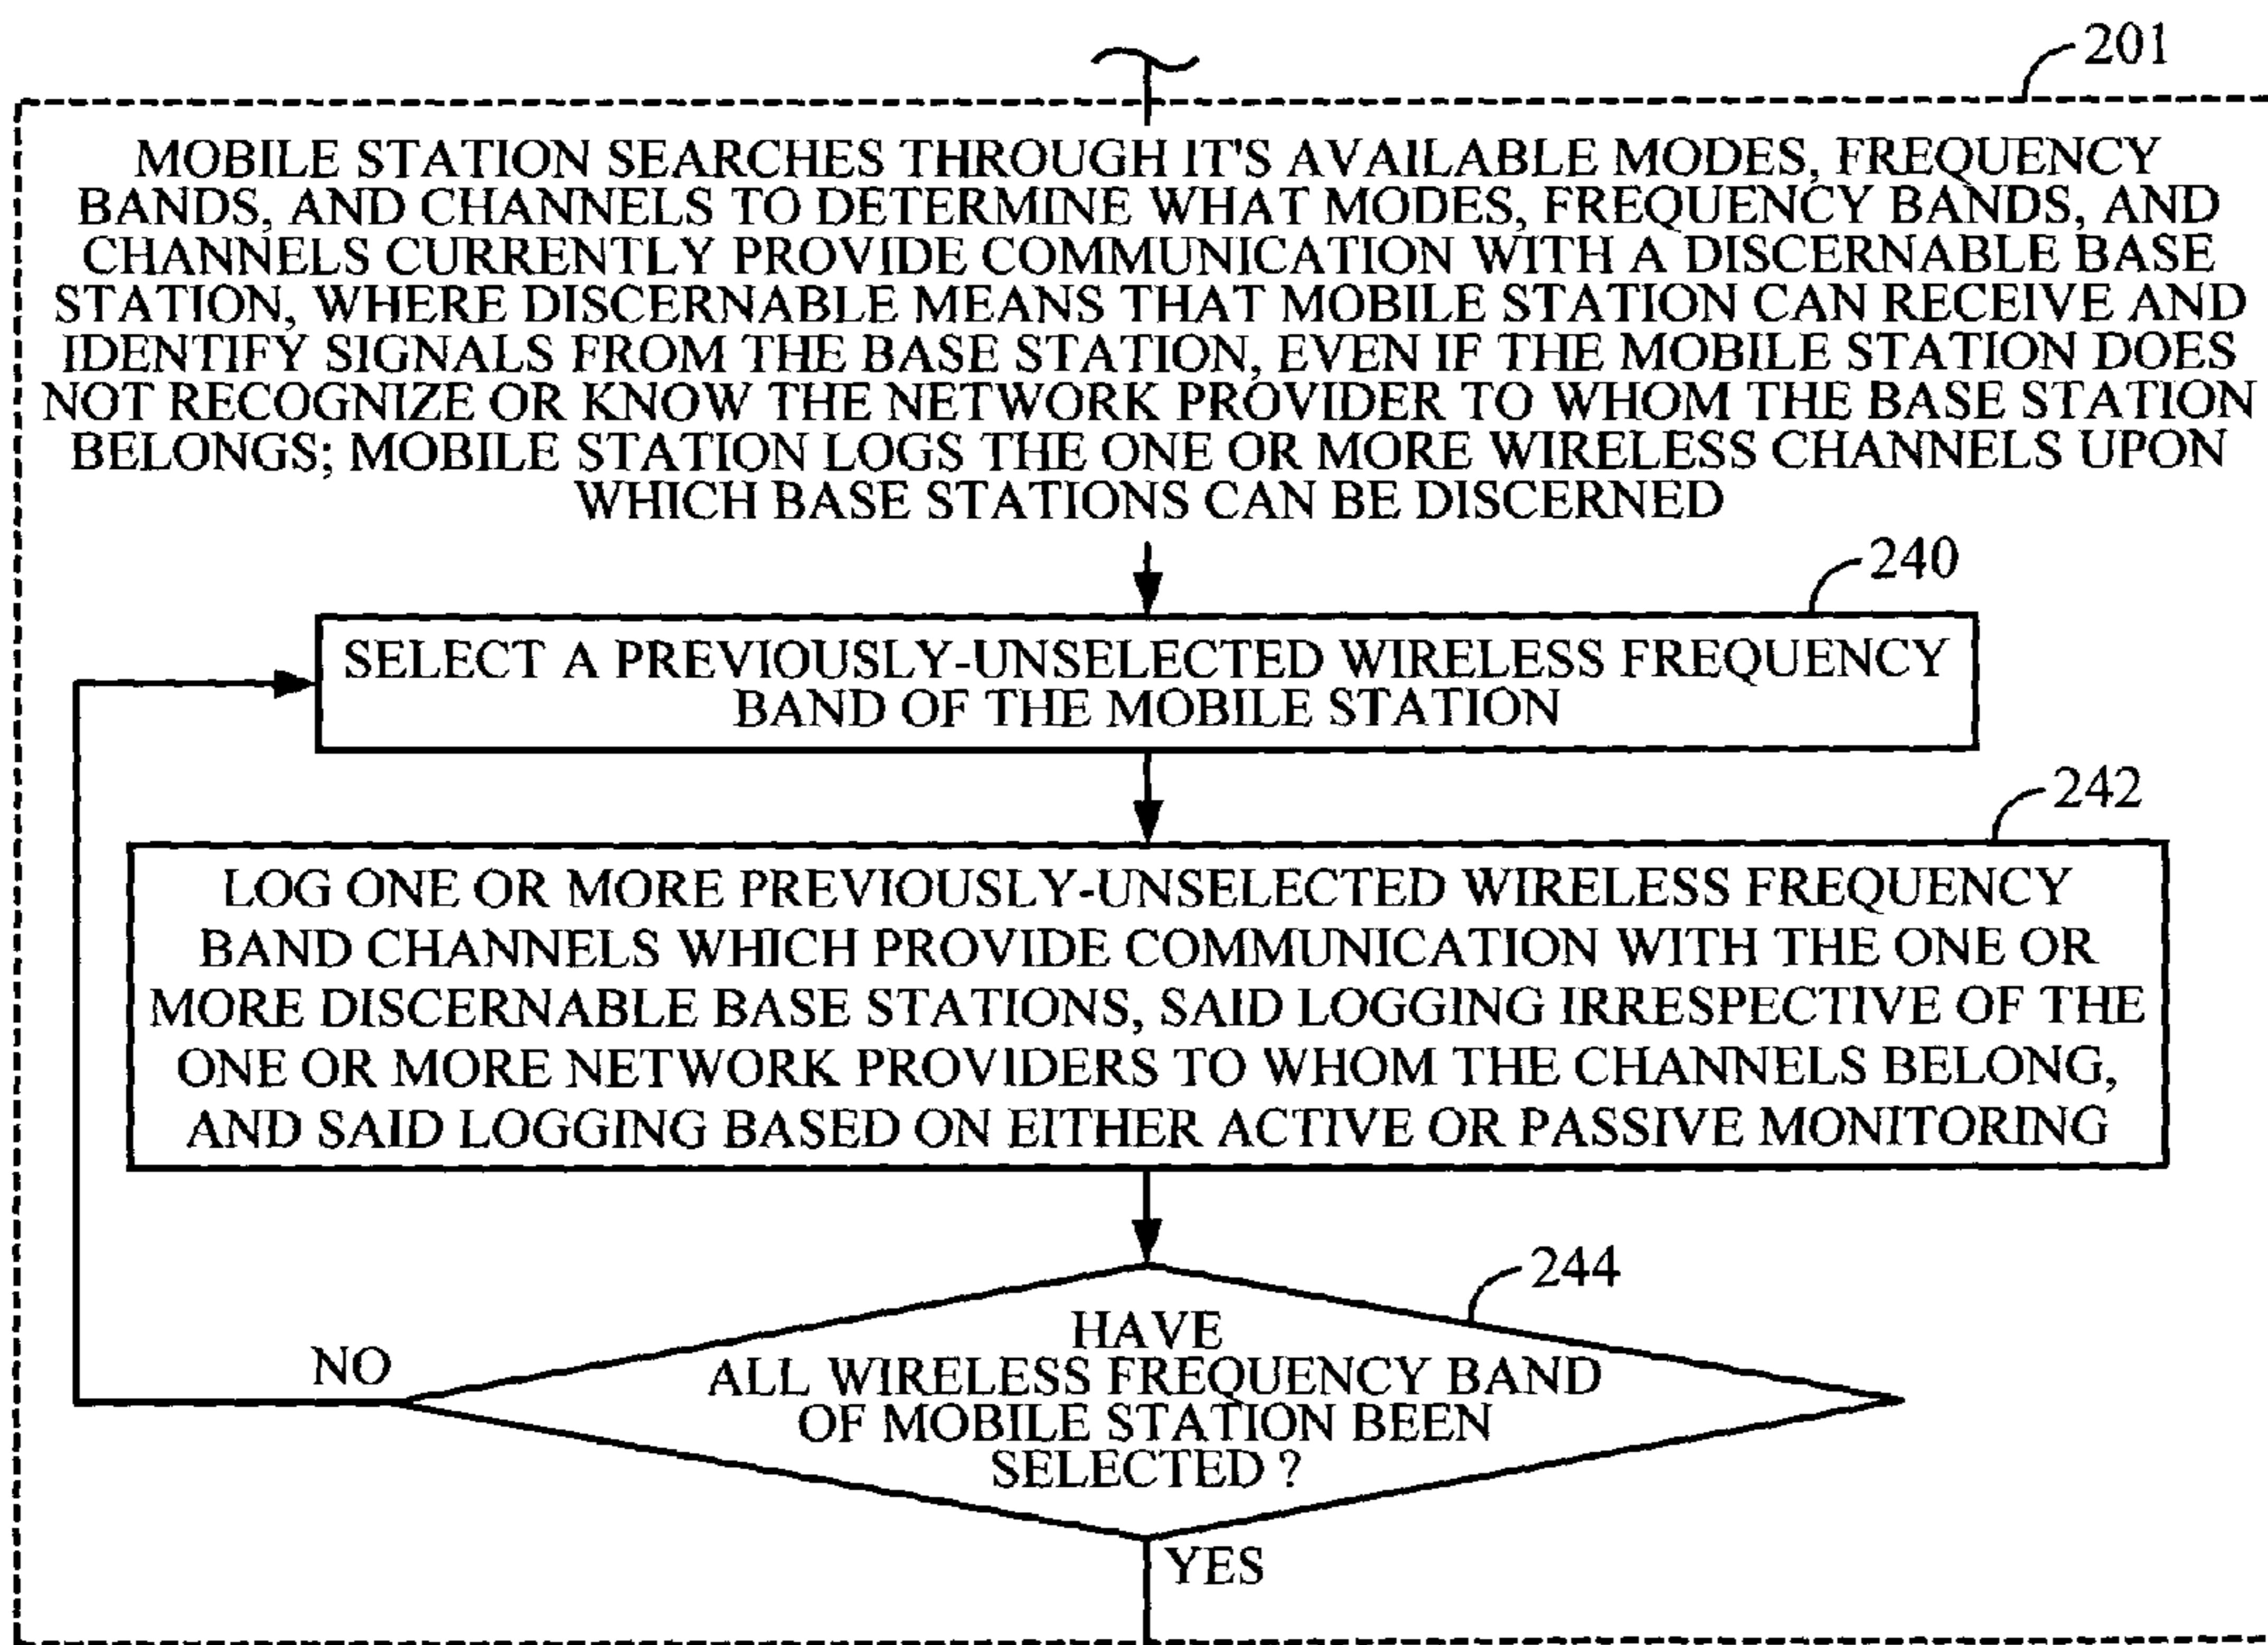 201
MOBILE STATION SEARCHES THROUGH IT'S AVAILABLE MODES, FREQUENCY
BANDS, AND CHANNELS TO DETERMINE WHAT MODES, FREQUENCY BANDS, AND
CHANNELS CURRENTLY PROVIDE COMMUNICATION WITH A DISCERNABLE BASE
STATION, WHERE DISCERNABLE MEANS THAT MOBILE STATION CAN RECEIVE AND
IDENTIFY SIGNALS FROM THE BASE STATION, EVEN IF THE MOBILE STATION DOES
NOT RECOGNIZE OR KNOW THE NETWORK PROVIDER TO WHOM THE BASE STATION
BELONGS; MOBILE STATION LOGS THE ONE OR MORE WIRELESS CHANNELS UPON
WHICH BASE STATIONS CAN BE DISCERNED
240
SELECT A PREVIOUSLY-UNSELECTED WIRELESS FREQUENCY
BAND OF THE MOBILE STATION
242
LOG ONE OR MORE PREVIOUSLY-UNSELECTED WIRELESS FREQUENCY
BAND CHANNELS WHICH PROVIDE COMMUNICATION WITH THE ONE OR
MORE DISCERNABLE BASE STATIONS, SAID LOGGING IRRESPECTIVE OF THE
ONE OR MORE NETWORK PROVIDERS TO WHOM THE CHANNELS BELONG,
AND SAID LOGGING BASED ON EITHER ACTIVE OR PASSIVE MONITORING
244
HAVE
ALL WIRELESS FREQUENCY BAND
OF MOBILE STATION BEEN
SELECTED ?
NO
YES